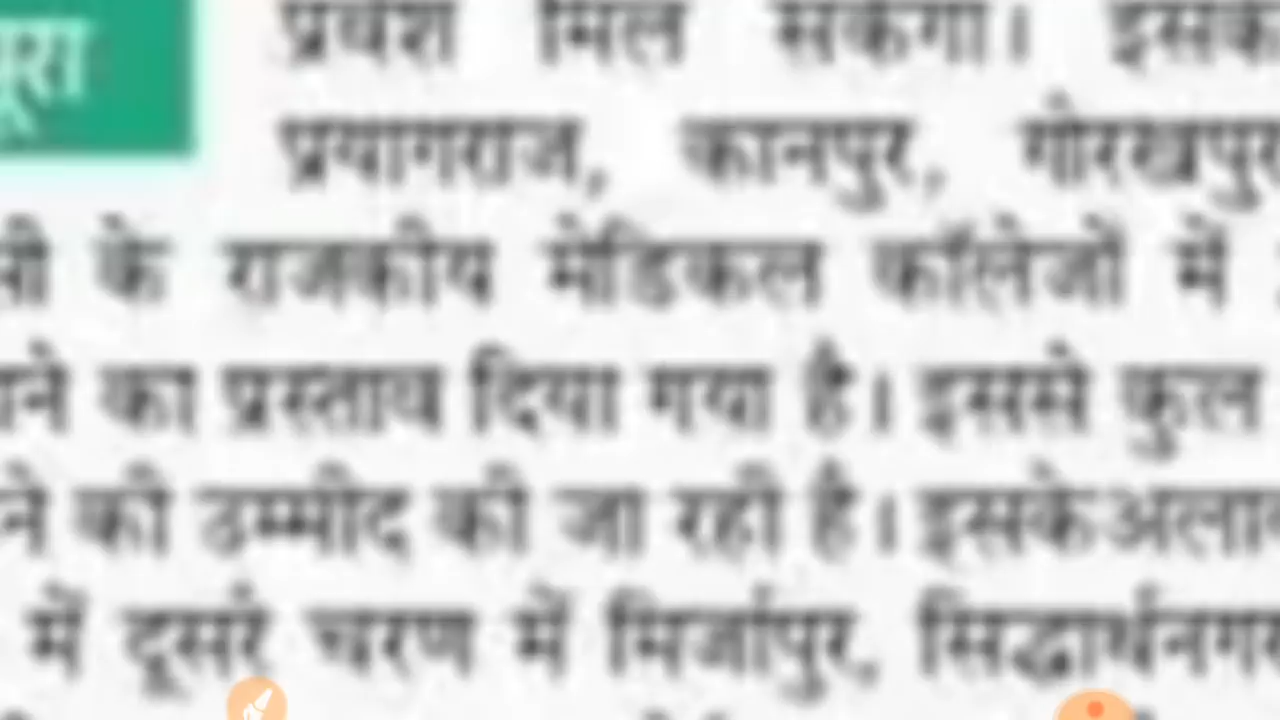 प्रवेश मिल सकेगा। इसके
प्रयागराज, कानपुर, गोरखपुर
के राजकीय मेडिकल कॉलेजों में
का प्रस्ताव दिया गया है। इससे कुल
की उम्मीद की जा रही है। इसकेअलाव
में दूसरे चरण में मिर्जापुर, सिद्धार्थनगर